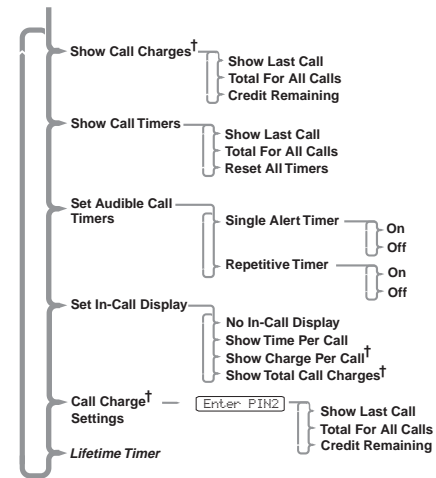 Show Call Charges†
Show Last Call
Total For All Calls
Credit Remaining
Show Call Timers
Show Last Call
Total For All Calls
Reset All Timers
Set Audible Call
Timers
Single Alert Timer
On
Off
Repetitive Timer
On
Off
Set In-Call Display
No In-Call Display
Show Time Per Call
Show Charge Per Call†
Show Total Call Charges†
Call Charge†
Settings
Enter PIN2
Show Last Call
Total For All Calls
Credit Remaining
Lifetime Timer